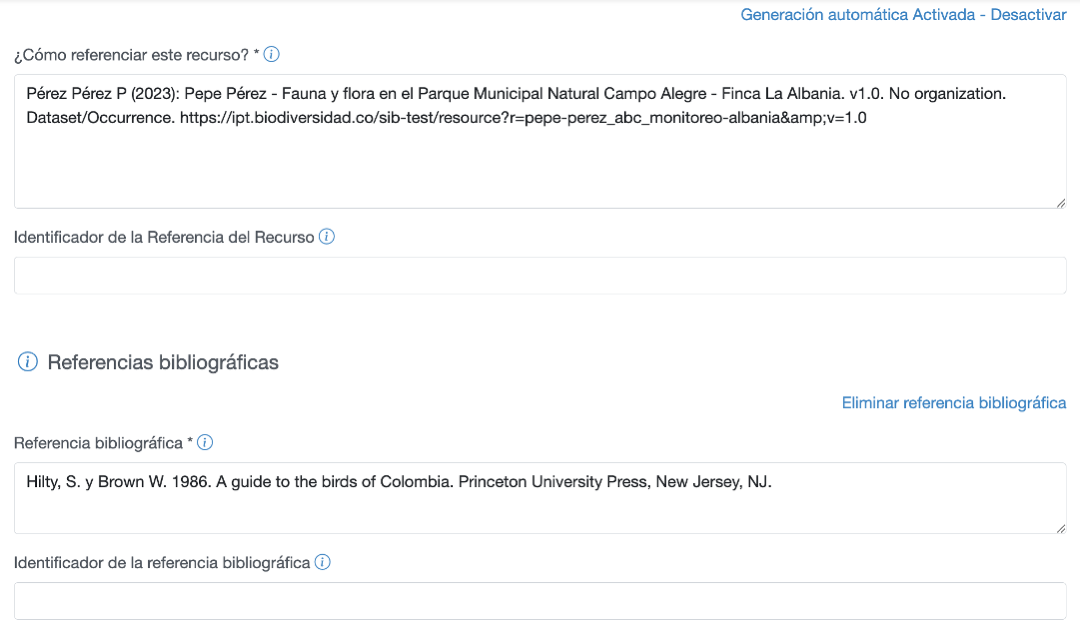 Generación automática Activada - Desactivar
¿Cómo referenciar este recurso? *
Pérez Pérez P (2023): Pepe Pérez - Fauna y flora en el Parque Municipal Natural Campo Alegre - Finca La Albania. v1.0. No organization.
Dataset/Occurrence. https://ipt.biodiversidad.co/sib-test/resource?r=pepe-perez_abc_monitoreo-albania&amp;v=1.0
Identificador de la Referencia del Recurso
Referencias bibliográficas
Eliminar referencia bibliográfica
Referencia bibliográfica *
Hilty, S. y Brown W. 1986. A guide to the birds of Colombia. Princeton University Press, New Jersey, NJ.
Identificador de la referencia bibliográfica